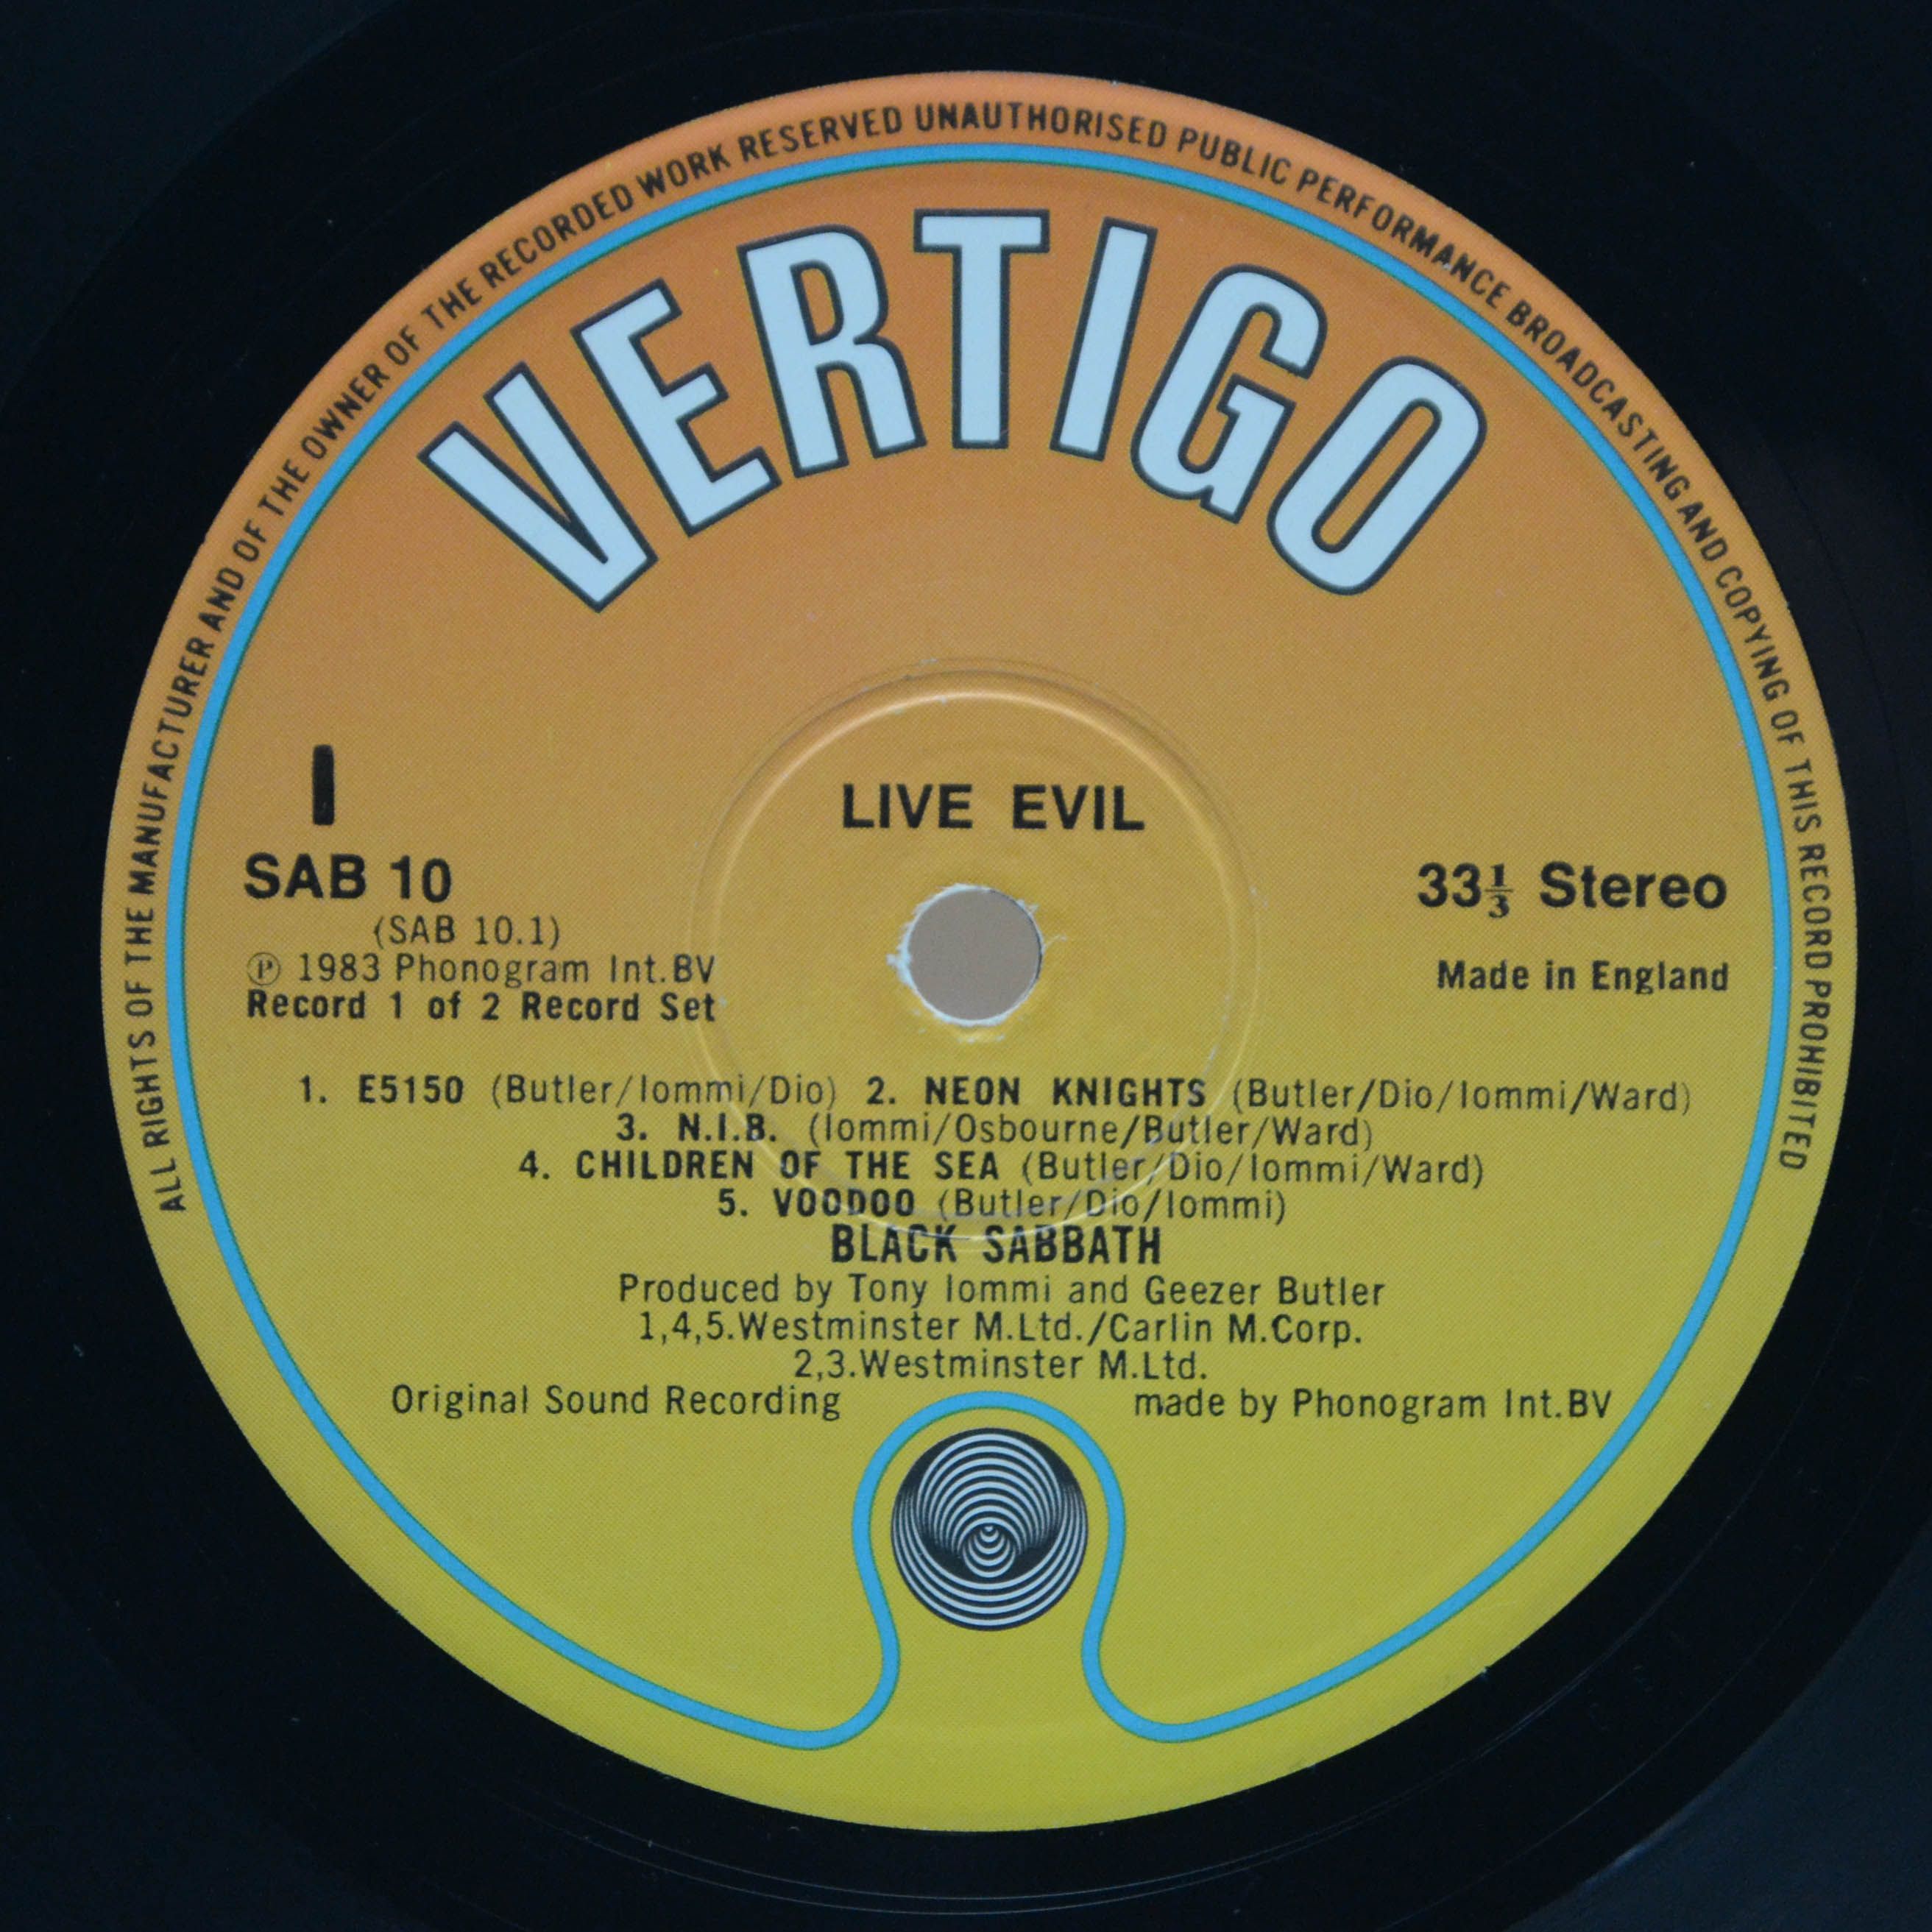 ALL RIGHTS OF THE MANUFACTURER AND OF THE OWNER OF THE RECORDED WORK RESERVED UNAUTHORISED PUBLIC PERFORMANCE BROADCASTING AND COPYING OF THIS RECORD PROHIBITED
VERTIGO
LIVE EVIL
1
SAB 10
(SAB 10.1)
℗ 1983 Phonogram Int.BV
Record 1 of 2 Record Set
33⅓ Stereo
Made in England
1. E5150 (Butler/Iommi/Dio) 2. NEON KNIGHTS (Butler/Dio/Iommi/Ward)
3. N.I.B. (Iommi/Osbourne/Butler/Ward)
4. CHILDREN OF THE SEA (Butler/Dio/Iommi/Ward)
5. VOODOO (Butler/Dio/Iommi)
BLACK SABBATH
Produced by Tony Iommi and Geezer Butler
1,4,5.Westminster M.Ltd./Carlin M.Corp.
2,3.Westminster M.Ltd.
Original Sound Recording made by Phonogram Int.BV